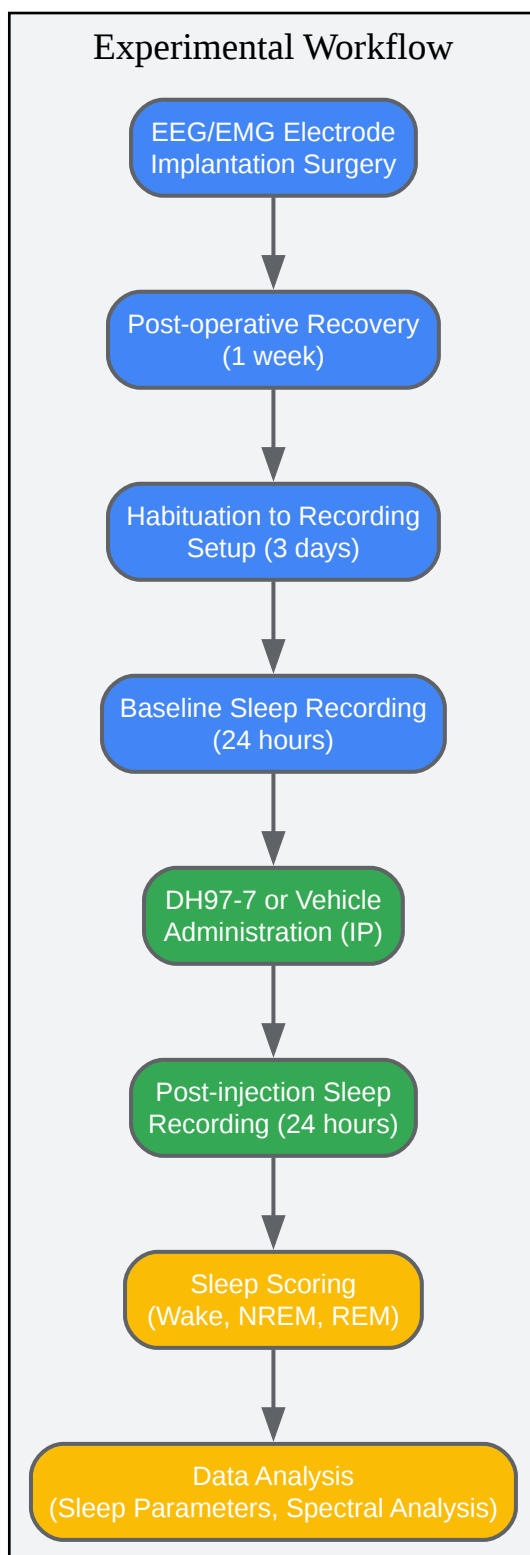 Experimental Workflow
EEG/EMG Electrode
Implantation Surgery
Post-operative Recovery
(1 week)
Habituation to Recording
Setup (3 days)
Baseline Sleep Recording
(24 hours)
DH97-7 or Vehicle
Administration (IP)
Post-injection Sleep
Recording (24 hours)
Sleep Scoring
(Wake, NREM, REM)
Data Analysis
(Sleep Parameters, Spectral Analysis)